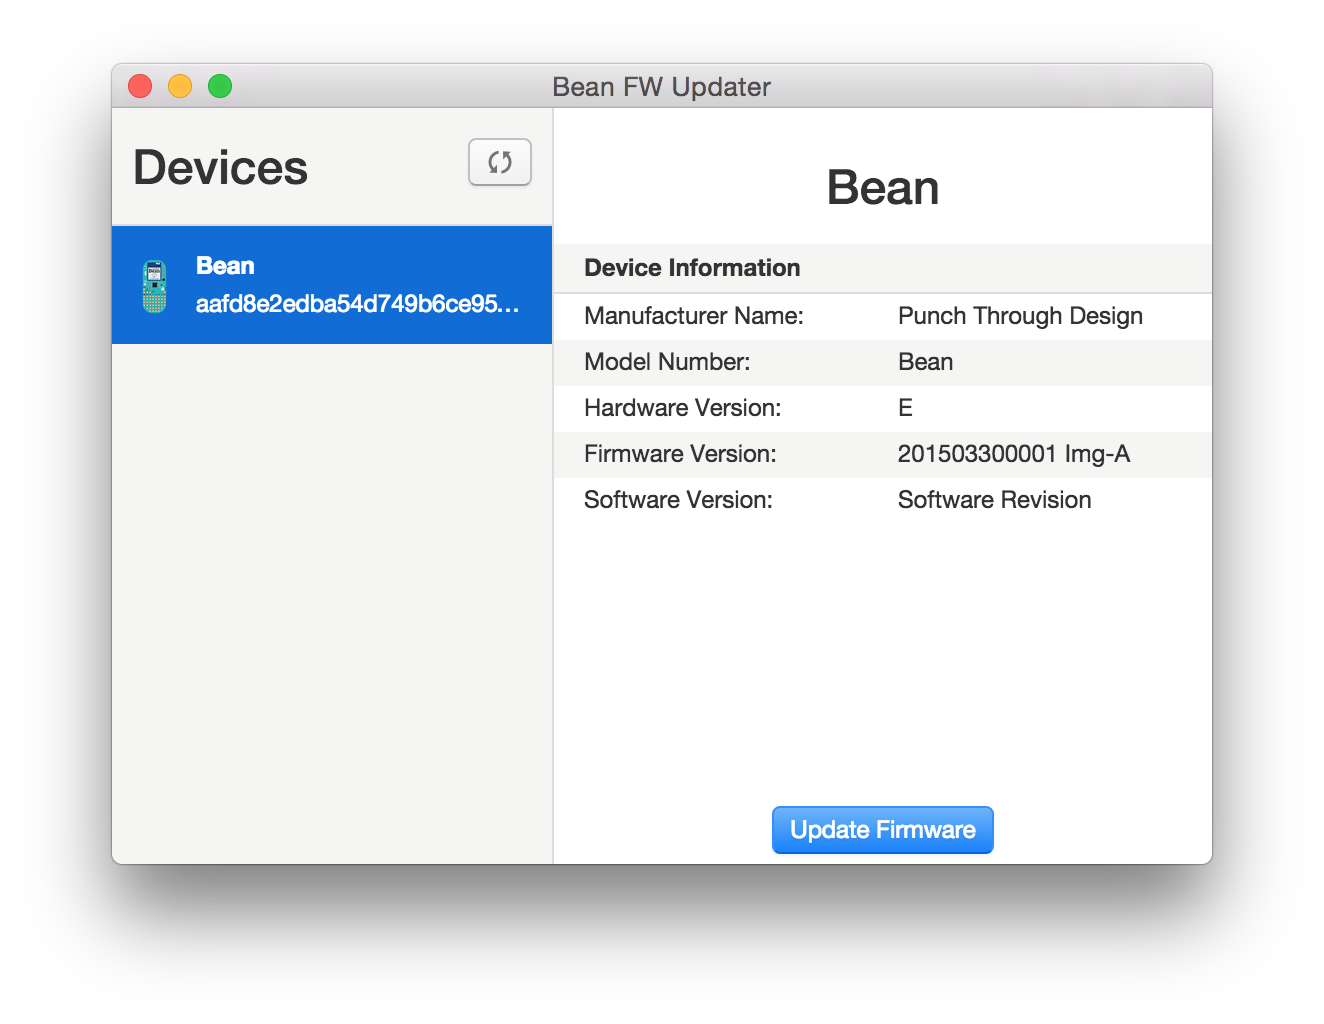 Bean FW Updater
Devices
Bean
aafd8e2edba54d749b6ce95...
Bean
Device Information
Manufacturer Name: Punch Through Design
Model Number: Bean
Hardware Version: E
Firmware Version: 201503300001 Img-A
Software Version: Software Revision
Update Firmware